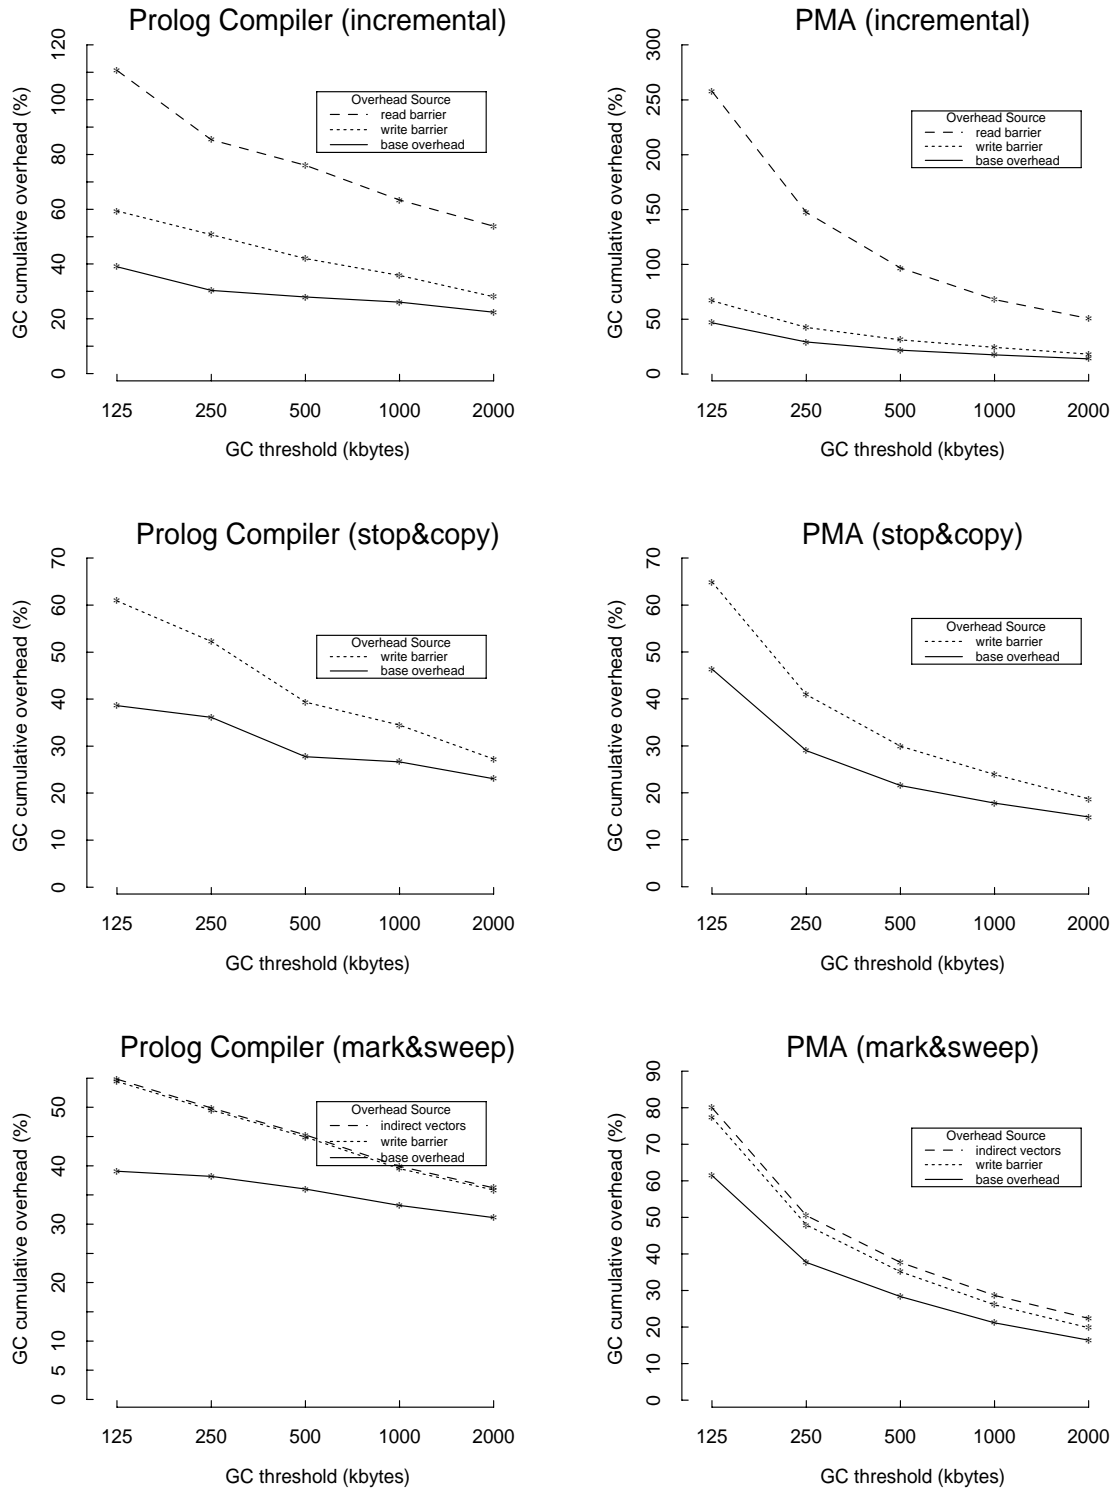 Prolog Compiler (incremental)
GC cumulative overhead (%)
0 20 40 60 80 100 120
Overhead Source
read barrier
write barrier
base overhead
125 250 500 1000 2000
GC threshold (kbytes)
PMA (incremental)
GC cumulative overhead (%)
0 50 100 150 200 250 300
Overhead Source
read barrier
write barrier
base overhead
125 250 500 1000 2000
GC threshold (kbytes)
Prolog Compiler (stop&copy)
GC cumulative overhead (%)
0 10 20 30 40 50 60 70
Overhead Source
write barrier
base overhead
125 250 500 1000 2000
GC threshold (kbytes)
PMA (stop&copy)
GC cumulative overhead (%)
0 10 20 30 40 50 60 70
Overhead Source
write barrier
base overhead
125 250 500 1000 2000
GC threshold (kbytes)
Prolog Compiler (mark&sweep)
GC cumulative overhead (%)
0 5 10 20 30 40 50
Overhead Source
indirect vectors
write barrier
base overhead
125 250 500 1000 2000
GC threshold (kbytes)
PMA (mark&sweep)
GC cumulative overhead (%)
0 10 20 30 40 50 60 70 80 90
Overhead Source
indirect vectors
write barrier
base overhead
125 250 500 1000 2000
GC threshold (kbytes)